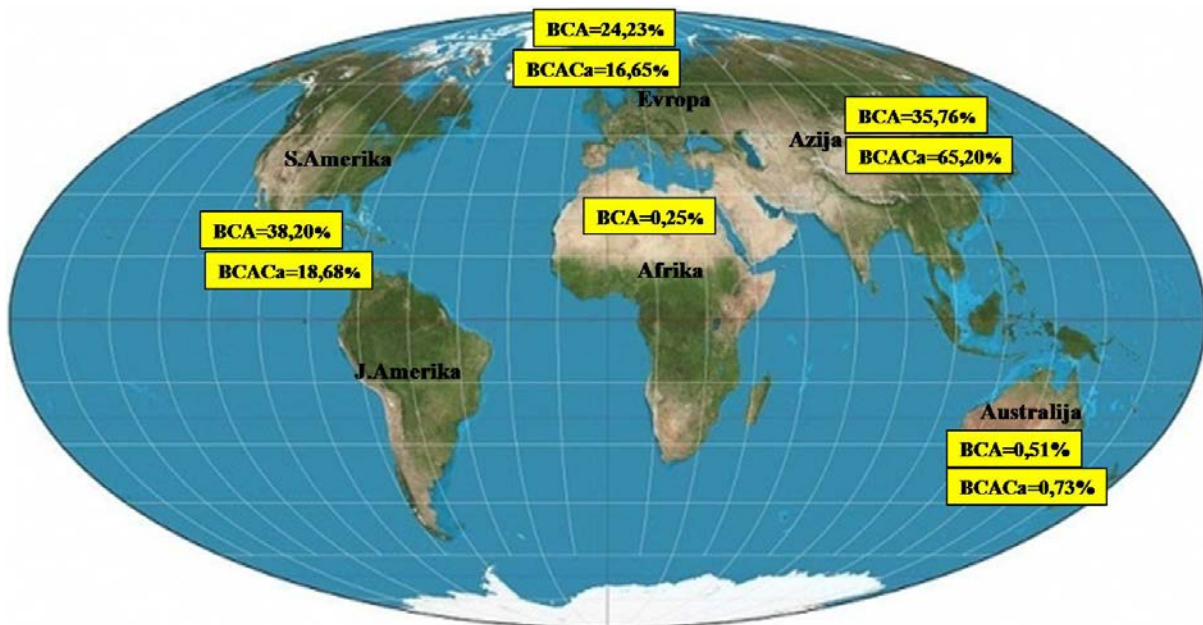 BCA=24,23%
BCACa=16,65%
Evropa
BCA=35,76%
Azija
BCACa=65,20%
S.Amerika
BCA=0,25%
BCA=38,20%
BCACa=18,68%
Afrika
J.Amerika
Australija
BCA=0,51%
BCACa=0,73%